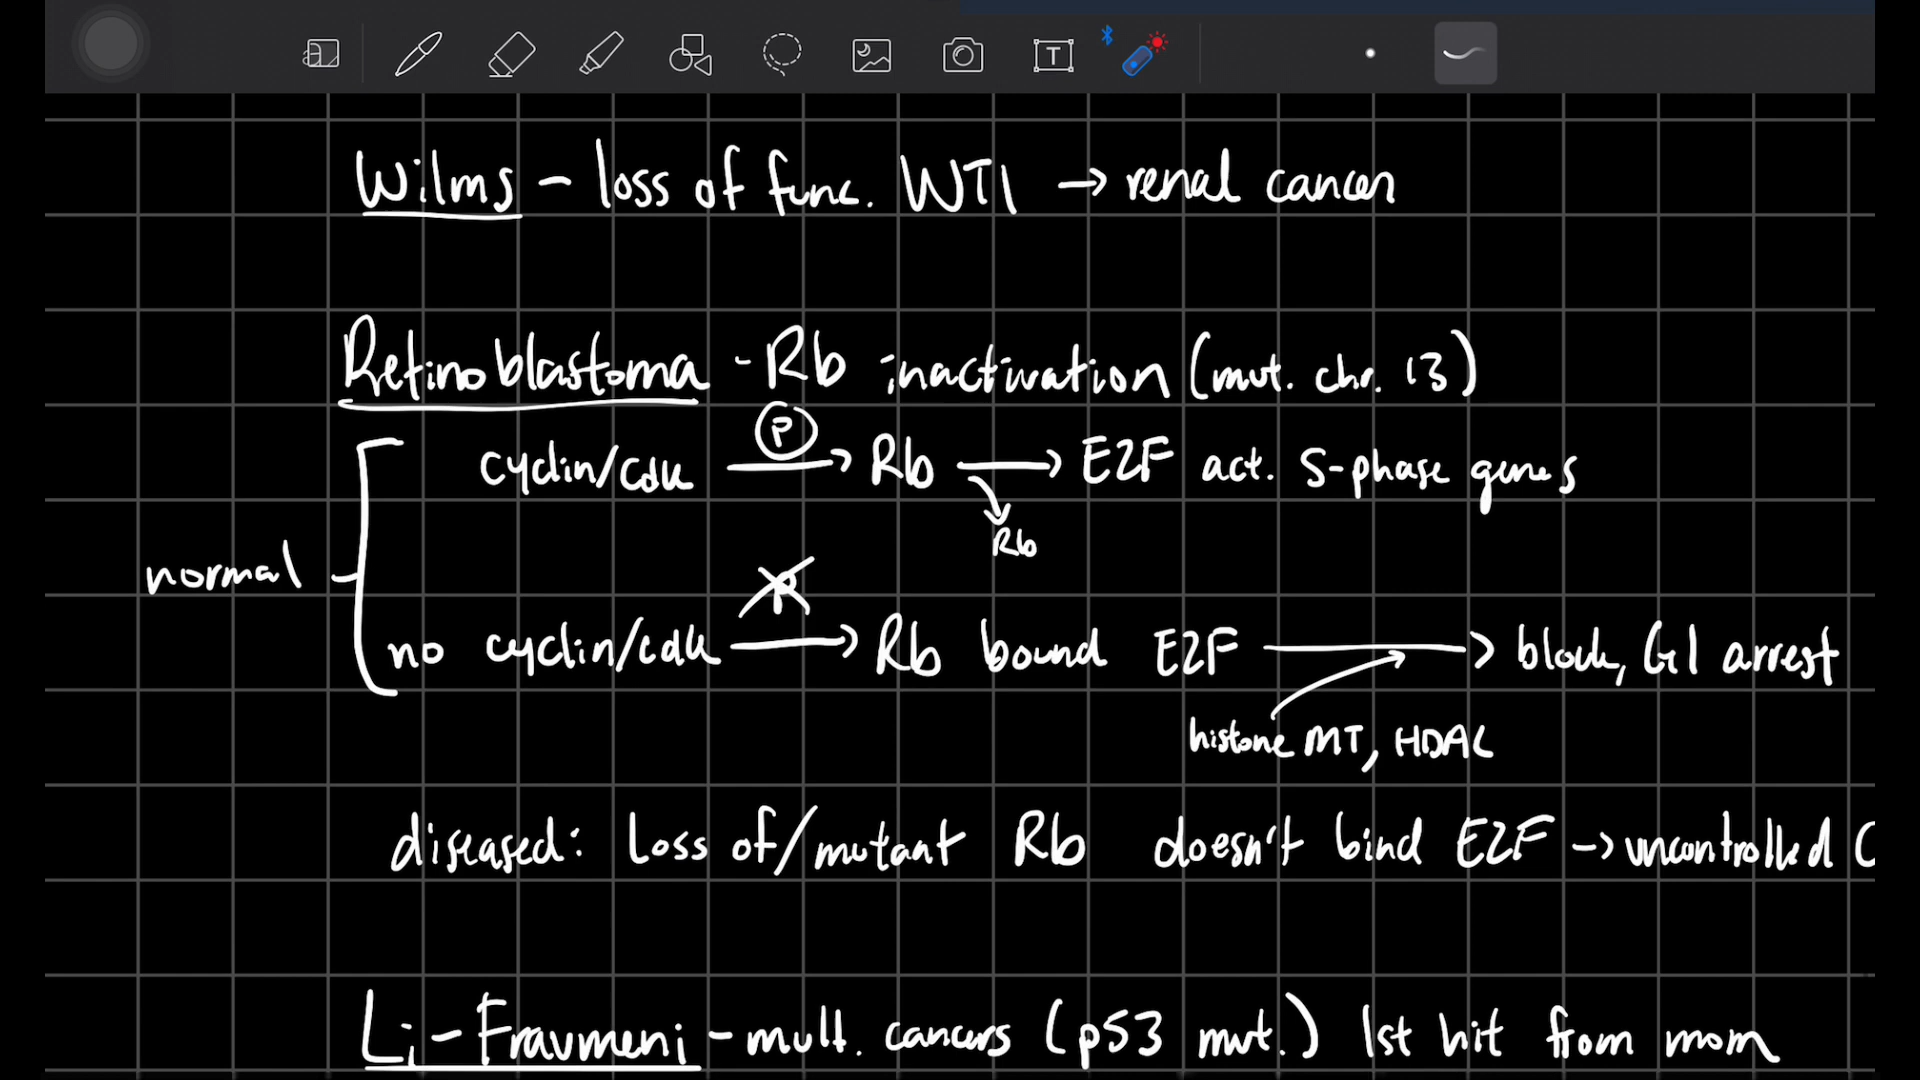 Wilms - loss of func. WT1 → renal cancer
Retinoblastoma - Rb inactivation (mut. chr. 13)
P
cyclin/cdk → Rb → E2F act. S-phase genes
Rb
normal
P
no cyclin/cdk → Rb bound E2F → block, G1 arrest
histone MT, HDAC
diseased: Loss of/mutant Rb doesn't bind E2F → uncontrolled
Li-Fraumeni - mult. cancers (p53 mut.) 1st hit from mom